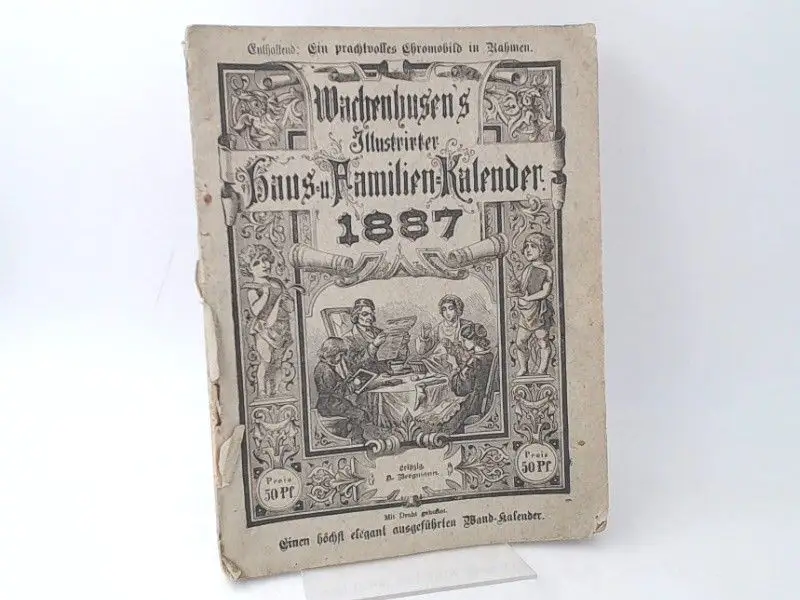 Enthaltend: Ein prachtvolles Chromobild in Rahmen.
Wachenhusen's
Illustrirter
Haus- u. Familien-Kalender.
1887
Leipzig.
A. Bergmann.
Preis
50 Pf.
Preis
50 Pf.
Mit Draht geheftet.
Einen höchst elegant ausgeführten Wand-Kalender.